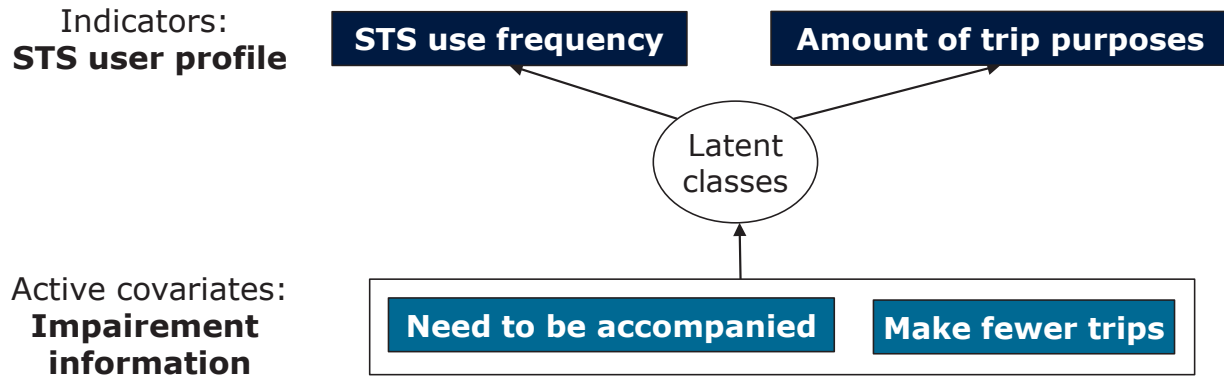 Indicators:
STS user profile
STS use frequency
Amount of trip purposes
Latent
classes
Active covariates:
Impairement
information
Need to be accompanied
Make fewer trips